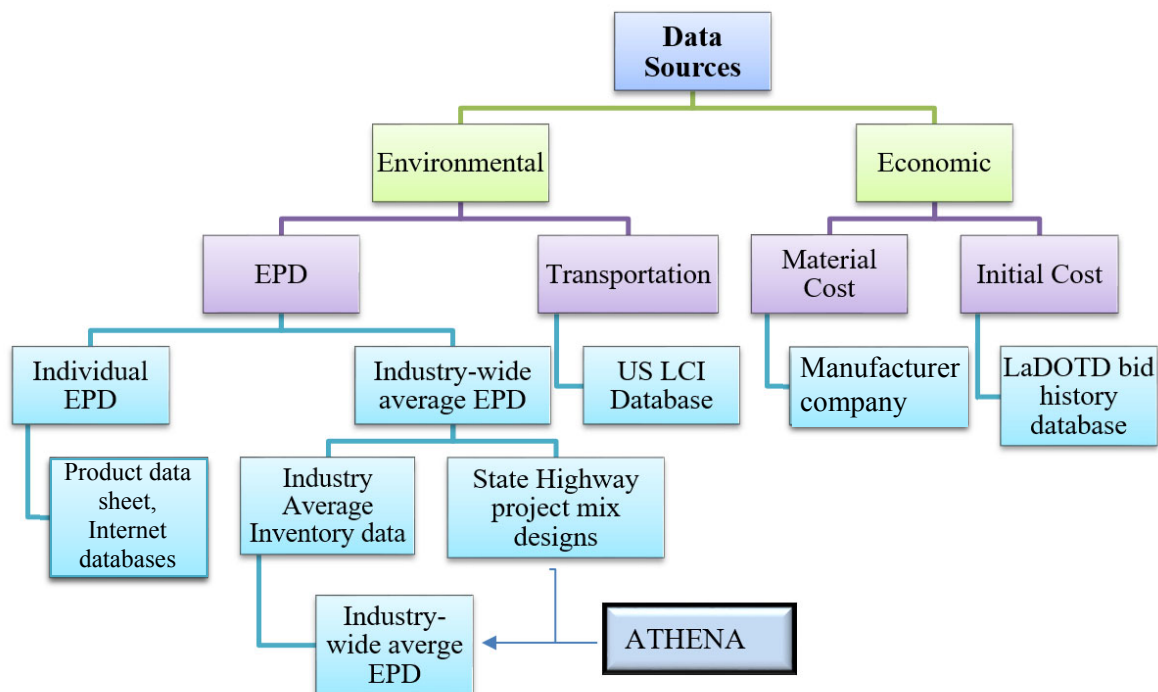 Data
Sources
Environmental
Economic
EPD
Transportation
Material
Cost
Initial Cost
Individual
EPD
Industry-wide
average EPD
US LCI
Database
Manufacturer
company
LaDOTD bid
history
database
Product data
sheet,
Internet
databases
Industry
Average
Inventory data
State Highway
project mix
designs
Industry-
wide averge
EPD
ATHENA